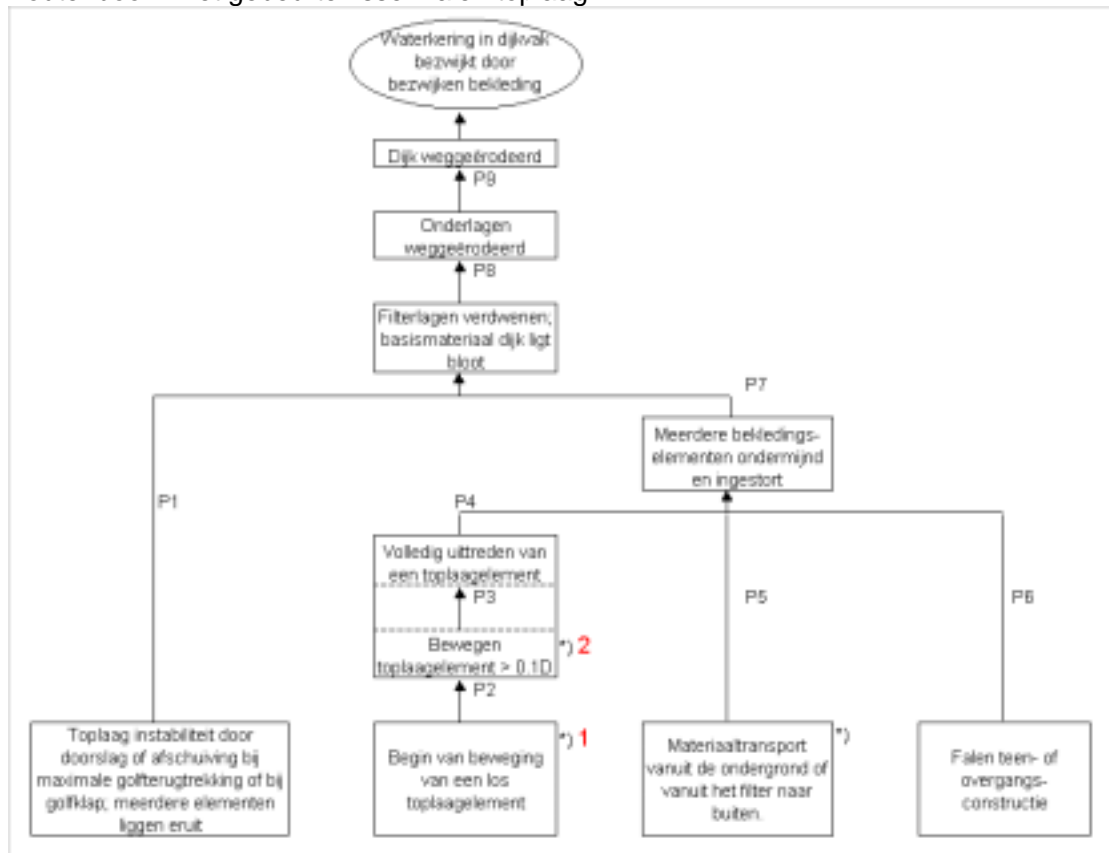 Waterkering in dijkvak
bezwijkt door
bezwijken bekleding
Dijk weggeërodeerd
P9
Onderlagen
weggeërodeerd
P8
Filterlagen verdwenen;
basismateriaal dijk ligt
bloot
P7
Meerdere bekledings-
elementen ondermijnd
en ingestort
P1
P4
Volledig uittreden van
een toplaagelement
P3
P5
P6
Bewegen
toplaagelement > 0.1D
*) 2
P2
Toplaag instabiliteit door
doorslag of afschuiving bij
maximale golfterugtrekking of bij
golfklap; meerdere elementen
liggen eruit
Begin van beweging
van een los
toplaagelement
*) 1
Materiaaltransport
vanuit de ondergrond of
vanuit het filter naar
buiten.
*)
Falen teen- of
overgangs-
constructie